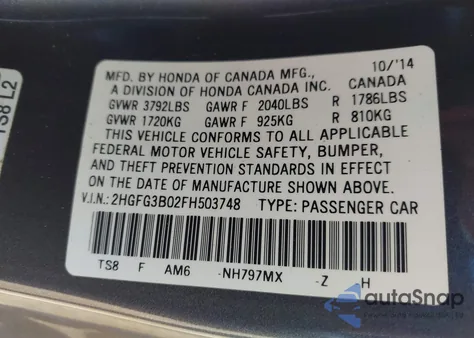 TS8 L2
10/'14
MFD. BY HONDA OF CANADA MFG.,
A DIVISION OF HONDA CANADA INC. CANADA
GVWR 3792LBS GAWR F 2040LBS R 1786LBS
GVWR 1720KG GAWR F 925KG R 810KG
THIS VEHICLE CONFORMS TO ALL APPLICABLE
FEDERAL MOTOR VEHICLE SAFETY, BUMPER,
AND THEFT PREVENTION STANDARDS IN EFFECT
ON THE DATE OF MANUFACTURE SHOWN ABOVE.
V.I.N.: 2HGFG3B02FH503748 TYPE: PASSENGER CAR
TS8 F AM6 -NH797MX -Z H
autoSnap